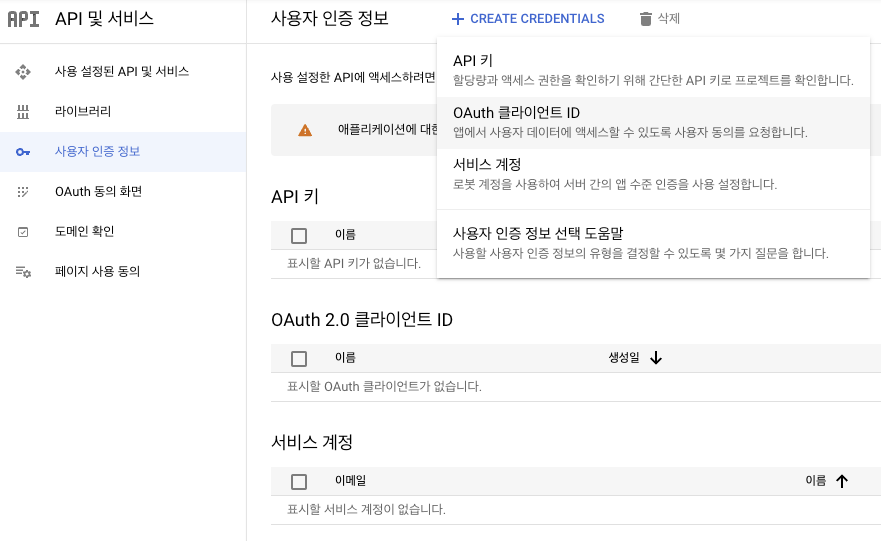 API API 및 서비스
사용 설정된 API 및 서비스
라이브러리
사용자 인증 정보
OAuth 동의 화면
도메인 확인
페이지 사용 동의
사용자 인증 정보
+ CREATE CREDENTIALS
삭제
사용 설정한 API에 액세스하려면
애플리케이션에 대한
API 키
할당량과 액세스 권한을 확인하기 위해 간단한 API 키로 프로젝트를 확인합니다.
OAuth 클라이언트 ID
앱에서 사용자 데이터에 액세스할 수 있도록 사용자 동의를 요청합니다.
서비스 계정
로봇 계정을 사용하여 서버 간의 앱 수준 인증을 사용 설정합니다.
사용자 인증 정보 선택 도움말
사용할 사용자 인증 정보의 유형을 결정할 수 있도록 몇 가지 질문을 합니다.
API 키
이름
표시할 API 키가 없습니다.
OAuth 2.0 클라이언트 ID
이름 생성일
표시할 OAuth 클라이언트가 없습니다.
서비스 계정
이메일 이름
표시할 서비스 계정이 없습니다.